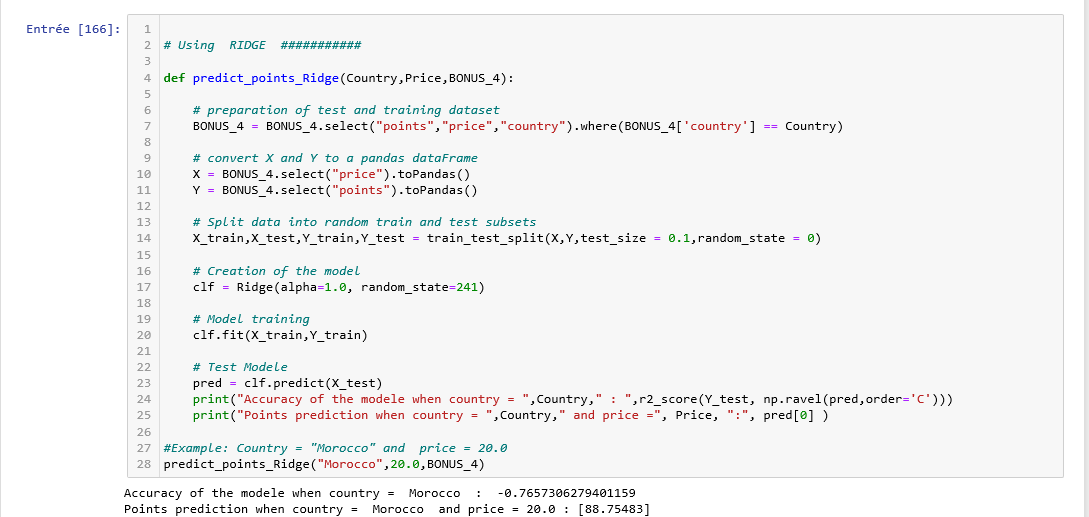 Entrée [166]:
1
2 # Using  RIDGE  ###########
3
4 def predict_points_Ridge(Country,Price,BONUS_4):
5
6     # preparation of test and training dataset
7     BONUS_4 = BONUS_4.select("points","price","country").where(BONUS_4['country'] == Country)
8
9     # convert X and Y to a pandas dataFrame
10     X = BONUS_4.select("price").toPandas()
11     Y = BONUS_4.select("points").toPandas()
12
13     # Split data into random train and test subsets
14     X_train,X_test,Y_train,Y_test = train_test_split(X,Y,test_size = 0.1,random_state = 0)
15
16     # Creation of the model
17     clf = Ridge(alpha=1.0, random_state=241)
18
19     # Model training
20     clf.fit(X_train,Y_train)
21
22     # Test Modele
23     pred = clf.predict(X_test)
24     print("Accuracy of the modele when country = ",Country," : ",r2_score(Y_test, np.ravel(pred,order='C')))
25     print("Points prediction when country = ",Country," and price =", Price, ":", pred[0] )
26
27 #Example: Country = "Morocco" and  price = 20.0
28 predict_points_Ridge("Morocco",20.0,BONUS_4)
Accuracy of the modele when country =  Morocco  :  -0.7657306279401159
Points prediction when country =  Morocco  and price = 20.0 : [88.75483]